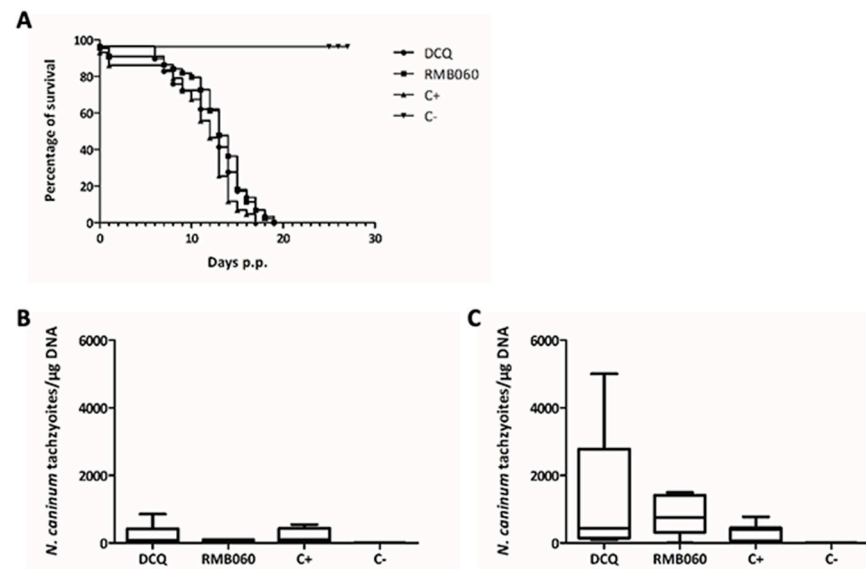 A
Percentage of survival
100
80
60
40
20
0
0 10 20 30
Days p.p.
DCQ
RMB060
C+
C-
B
N. caninum tachzyoites/µg DNA
6000
4000
2000
0
DCQ RMB060 C+ C-
C
N. caninum tachzyoites/µg DNA
6000
4000
2000
0
DCQ RMB060 C+ C-